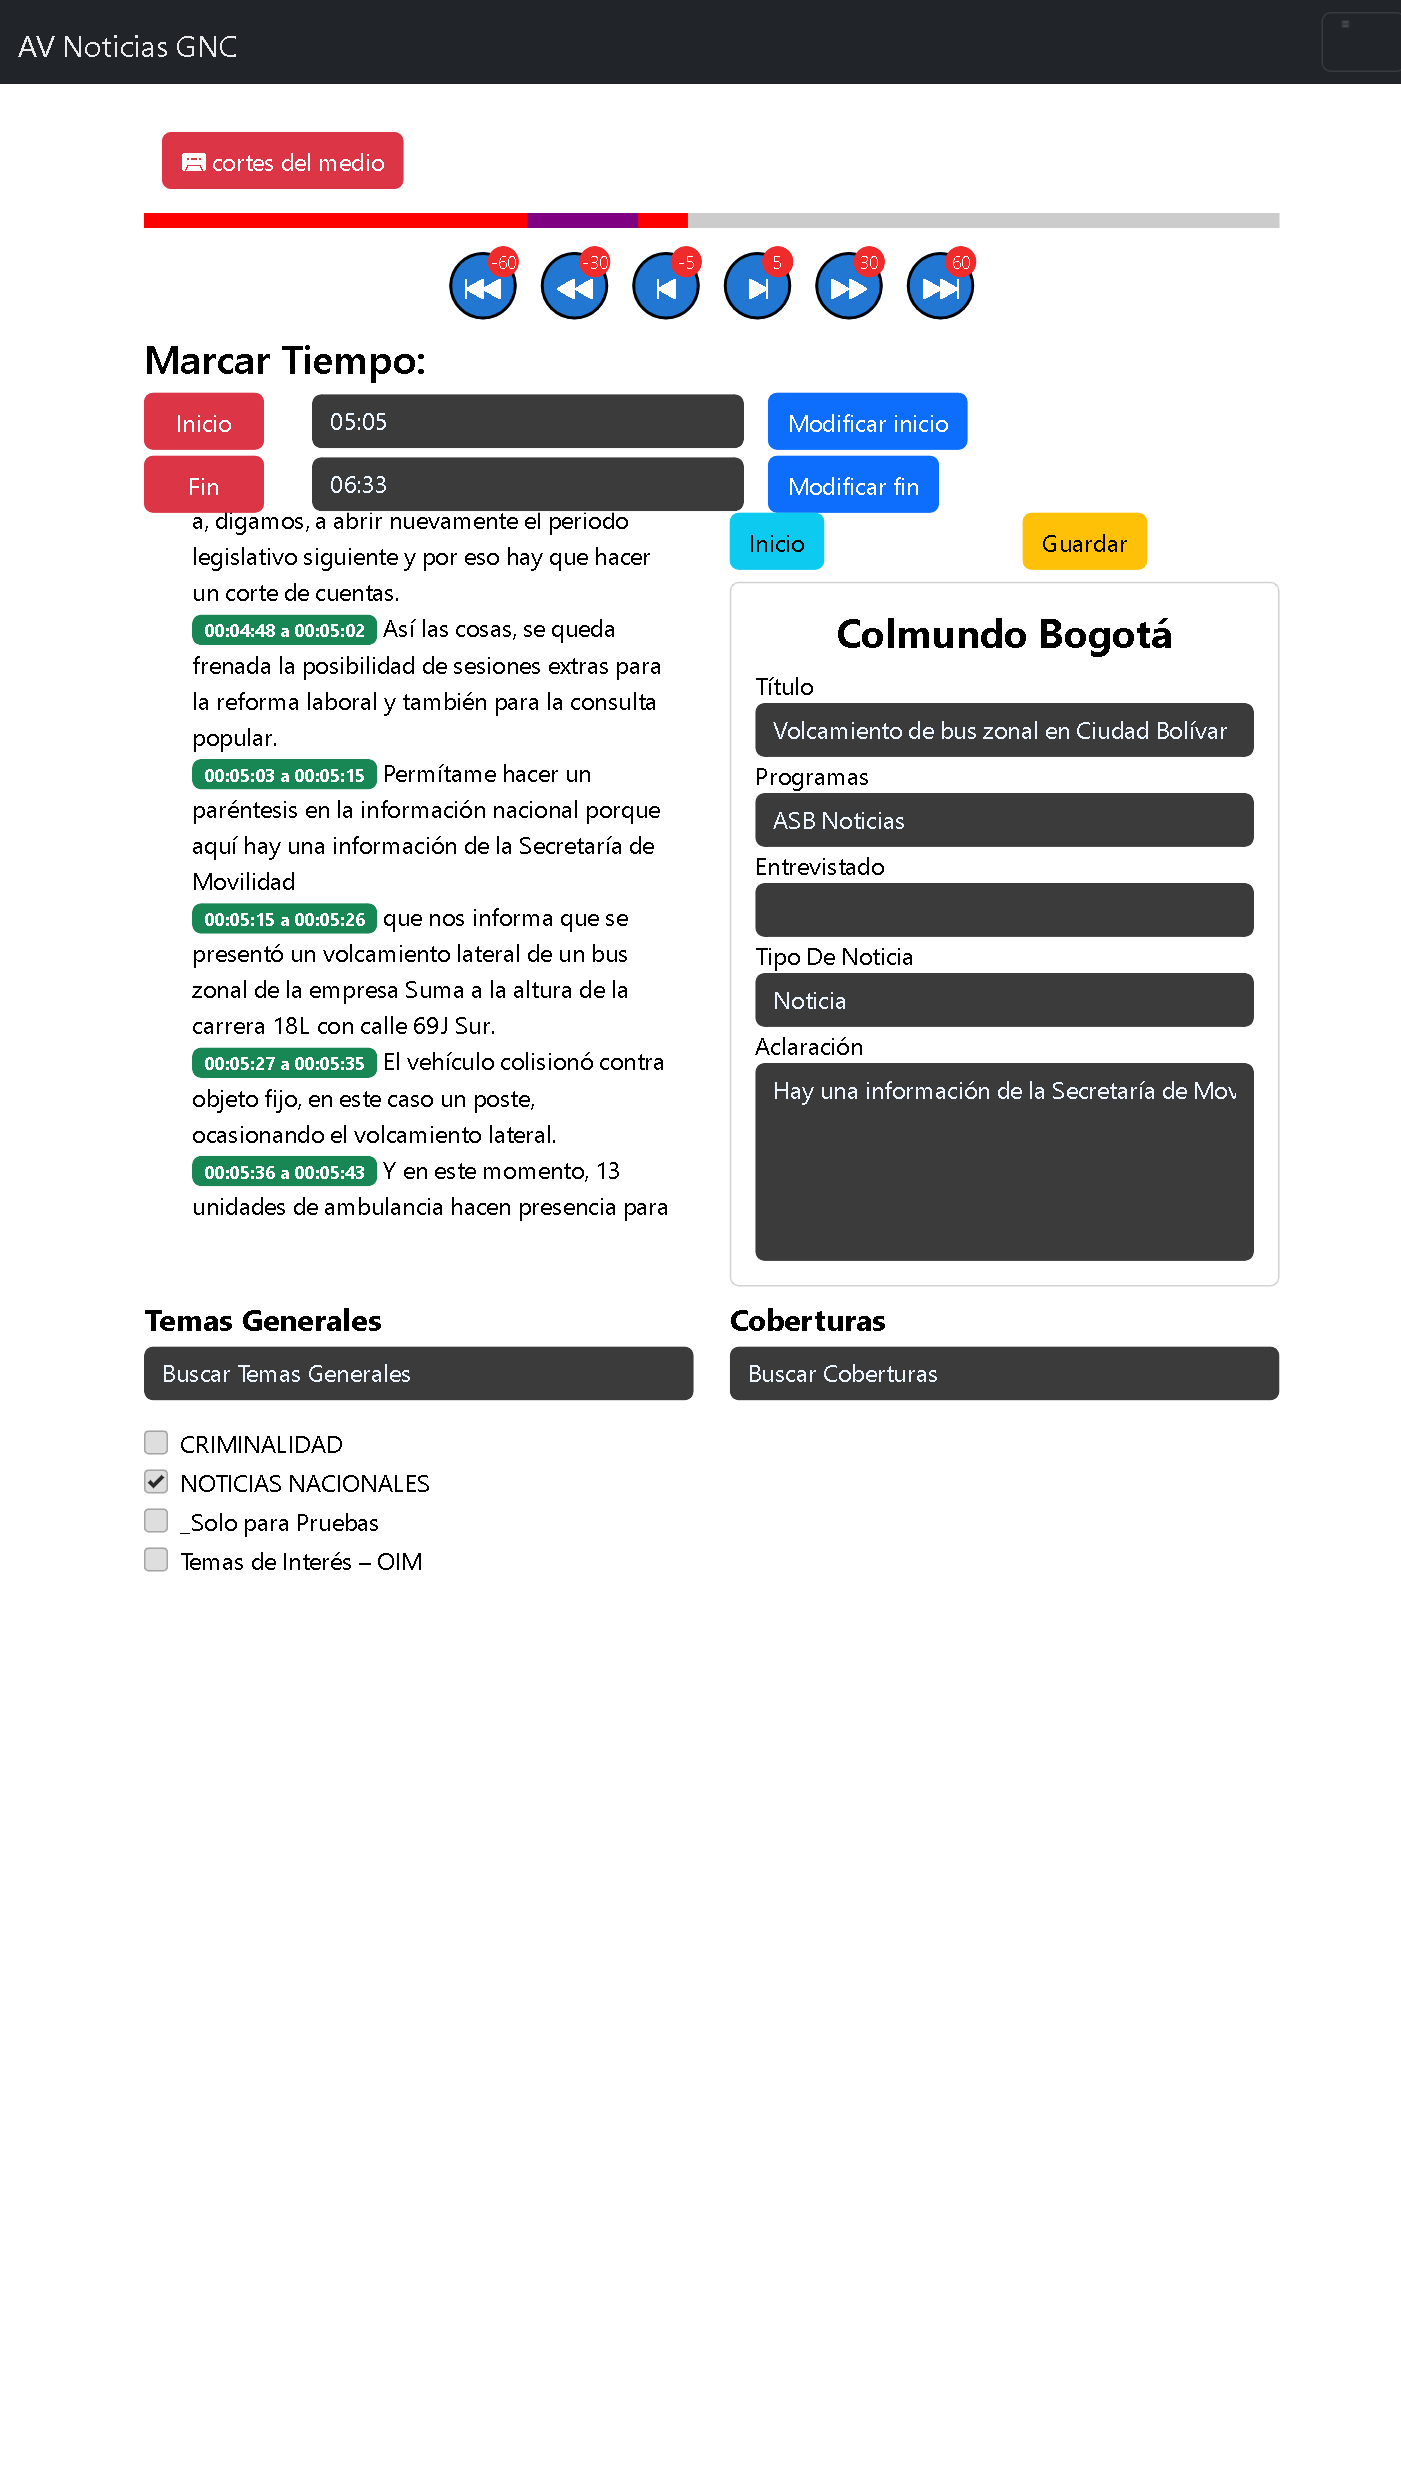 AV Noticias GNC
cortes del medio
-60 -30 -5 5 30 60
Marcar Tiempo:
Inicio 05:05 Modificar inicio
Fin 06:33 Modificar fin
a, digamos, a abrir nuevamente el periodo
legislativo siguiente y por eso hay que hacer
un corte de cuentas.
00:04:48 a 00:05:02 Así las cosas, se queda
frenada la posibilidad de sesiones extras para
la reforma laboral y también para la consulta
popular.
00:05:03 a 00:05:15 Permítame hacer un
paréntesis en la información nacional porque
aquí hay una información de la Secretaría de
Movilidad
00:05:15 a 00:05:26 que nos informa que se
presentó un volcamiento lateral de un bus
zonal de la empresa Suma a la altura de la
carrera 18L con calle 69J Sur.
00:05:27 a 00:05:35 El vehículo colisionó contra
objeto fijo, en este caso un poste,
ocasionando el volcamiento lateral.
00:05:36 a 00:05:43 Y en este momento, 13
unidades de ambulancia hacen presencia para
Inicio Guardar
Colmundo Bogotá
Título
Volcamiento de bus zonal en Ciudad Bolívar
Programas
ASB Noticias
Entrevistado
Tipo De Noticia
Noticia
Aclaración
Hay una información de la Secretaría de Mov
Temas Generales
Buscar Temas Generales
CRIMINALIDAD
NOTICIAS NACIONALES
_Solo para Pruebas
Temas de Interés – OIM
Coberturas
Buscar Coberturas